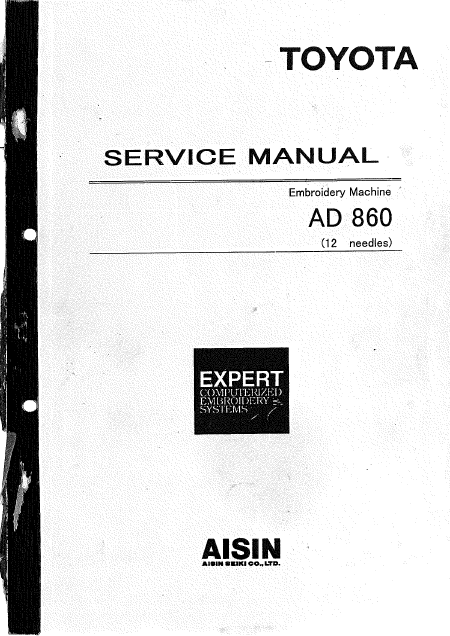 TOYOTA
SERVICE MANUAL
Embroidery Machine
AD 860
(12 needles)
EXPERT
COMPUTERIZED
EMBROIDERY
SYSTEMS
AISIN
AISIN SEIKI CO., LTD.